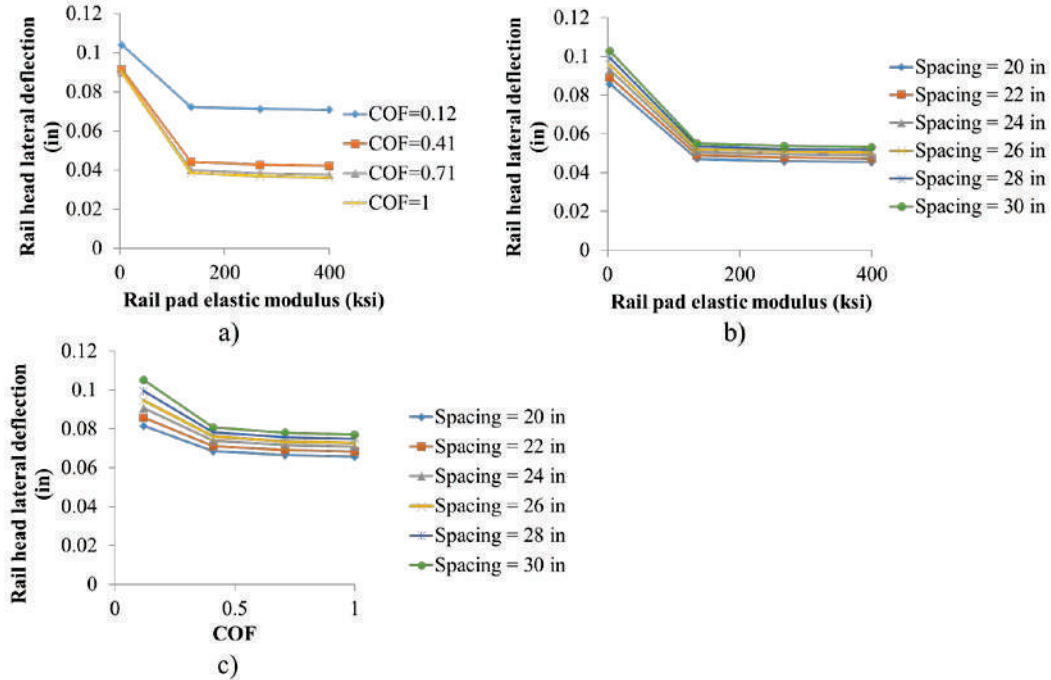 0.12
0.1
0.08
0.06
0.04
0.02
0
Rail head lateral deflection
(in)
0
200
400
Rail pad elastic modulus (ksi)
COF=0.12
COF=0.41
COF=0.71
COF=1
a)
0.12
0.1
0.08
0.06
0.04
0.02
0
Rail head lateral deflection
(in)
0
200
400
Rail pad elastic modulus (ksi)
Spacing = 20 in
Spacing = 22 in
Spacing = 24 in
Spacing = 26 in
Spacing = 28 in
Spacing = 30 in
b)
0.12
0.1
0.08
0.06
0.04
0.02
0
Rail head lateral deflection
(in)
0
0.5
1
COF
Spacing = 20 in
Spacing = 22 in
Spacing = 24 in
Spacing = 26 in
Spacing = 28 in
Spacing = 30 in
c)